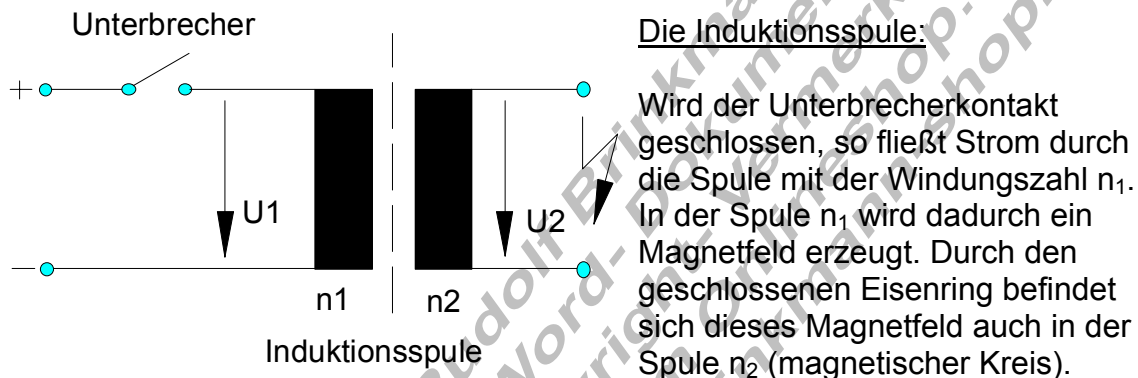 Unterbrecher
+
U1
U2
–
n1
n2
Induktionsspule
Die Induktionsspule:
Wird der Unterbrecherkontakt
geschlossen, so fließt Strom durch
die Spule mit der Windungszahl n₁.
In der Spule n₁ wird dadurch ein
Magnetfeld erzeugt. Durch den
geschlossenen Eisenring befindet
sich dieses Magnetfeld auch in der
Spule n₂ (magnetischer Kreis).